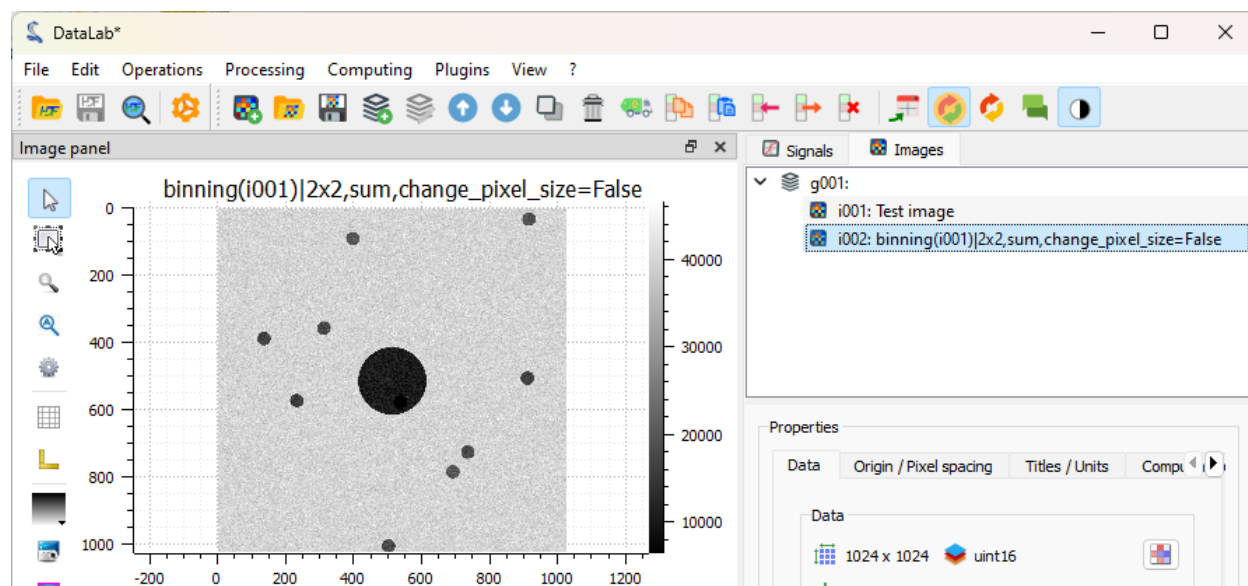 DataLab*
File Edit Operations Processing Computing Plugins View ?
Image panel
binning(i001)|2x2,sum,change_pixel_size=False
0
200
400
600
800
1000
-200 0 200 400 600 800 1000 1200
40000
30000
20000
10000
Signals Images
g001:
i001: Test image
i002: binning(i001)|2x2,sum,change_pixel_size=False
Properties
Data Origin / Pixel spacing Titles / Units
Data
1024 x 1024 uint16